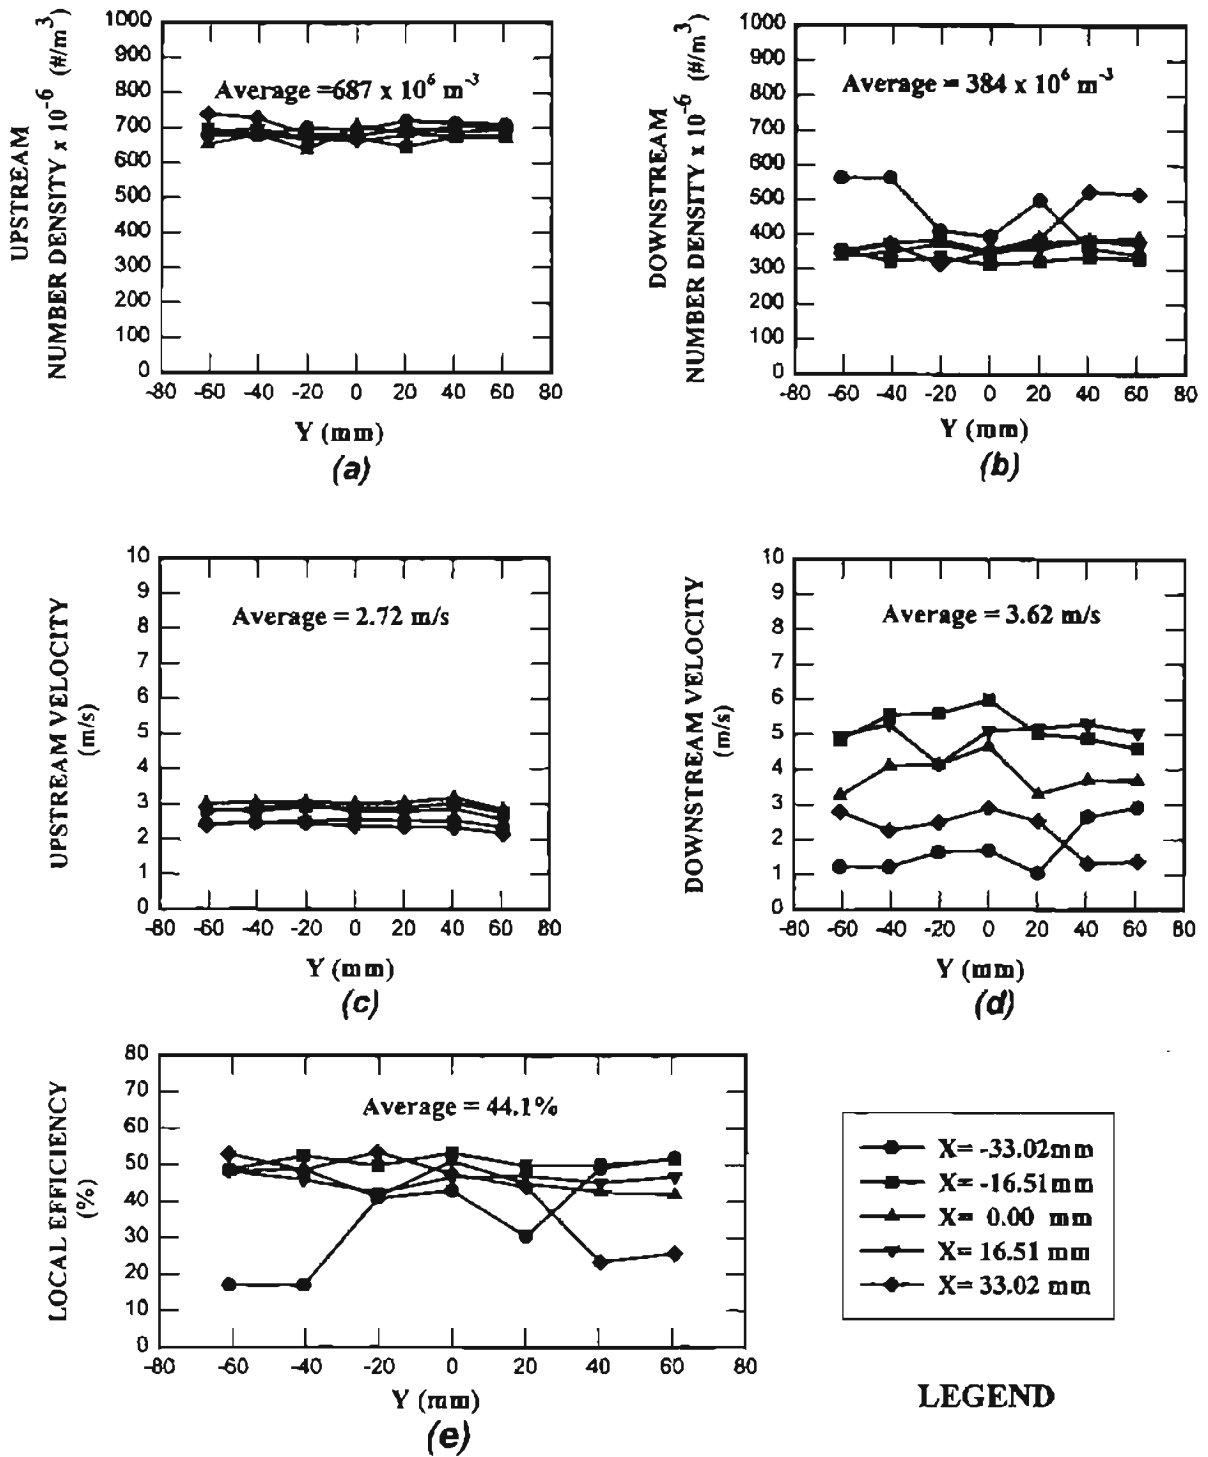 UPSTREAM
NUMBER DENSITY x 10^-6 (#/m^3)
1000
900
800
700
600
500
400
300
200
100
0
Average =687 x 10^6 m^-3
-80 -60 -40 -20 0 20 40 60 80
Y (mm)
(a)
DOWNSTREAM
NUMBER DENSITY x 10^-6 (#/m^3)
1000
900
800
700
600
500
400
300
200
100
0
Average = 384 x 10^6 m^-3
-80 -60 -40 -20 0 20 40 60 80
Y (mm)
(b)
UPSTREAM VELOCITY
(m/s)
10
9
8
7
6
5
4
3
2
1
0
Average = 2.72 m/s
-80 -60 -40 -20 0 20 40 60 80
Y (mm)
(c)
DOWNSTREAM VELOCITY
(m/s)
10
9
8
7
6
5
4
3
2
1
0
Average = 3.62 m/s
-80 -60 -40 -20 0 20 40 60 80
Y (mm)
(d)
LOCAL EFFICIENCY
(%)
80
70
60
50
40
30
20
10
0
Average = 44.1%
-80 -60 -40 -20 0 20 40 60 80
Y (mm)
(e)
X= -33.02mm
X= -16.51mm
X= 0.00 mm
X= 16.51 mm
X= 33.02 mm
LEGEND